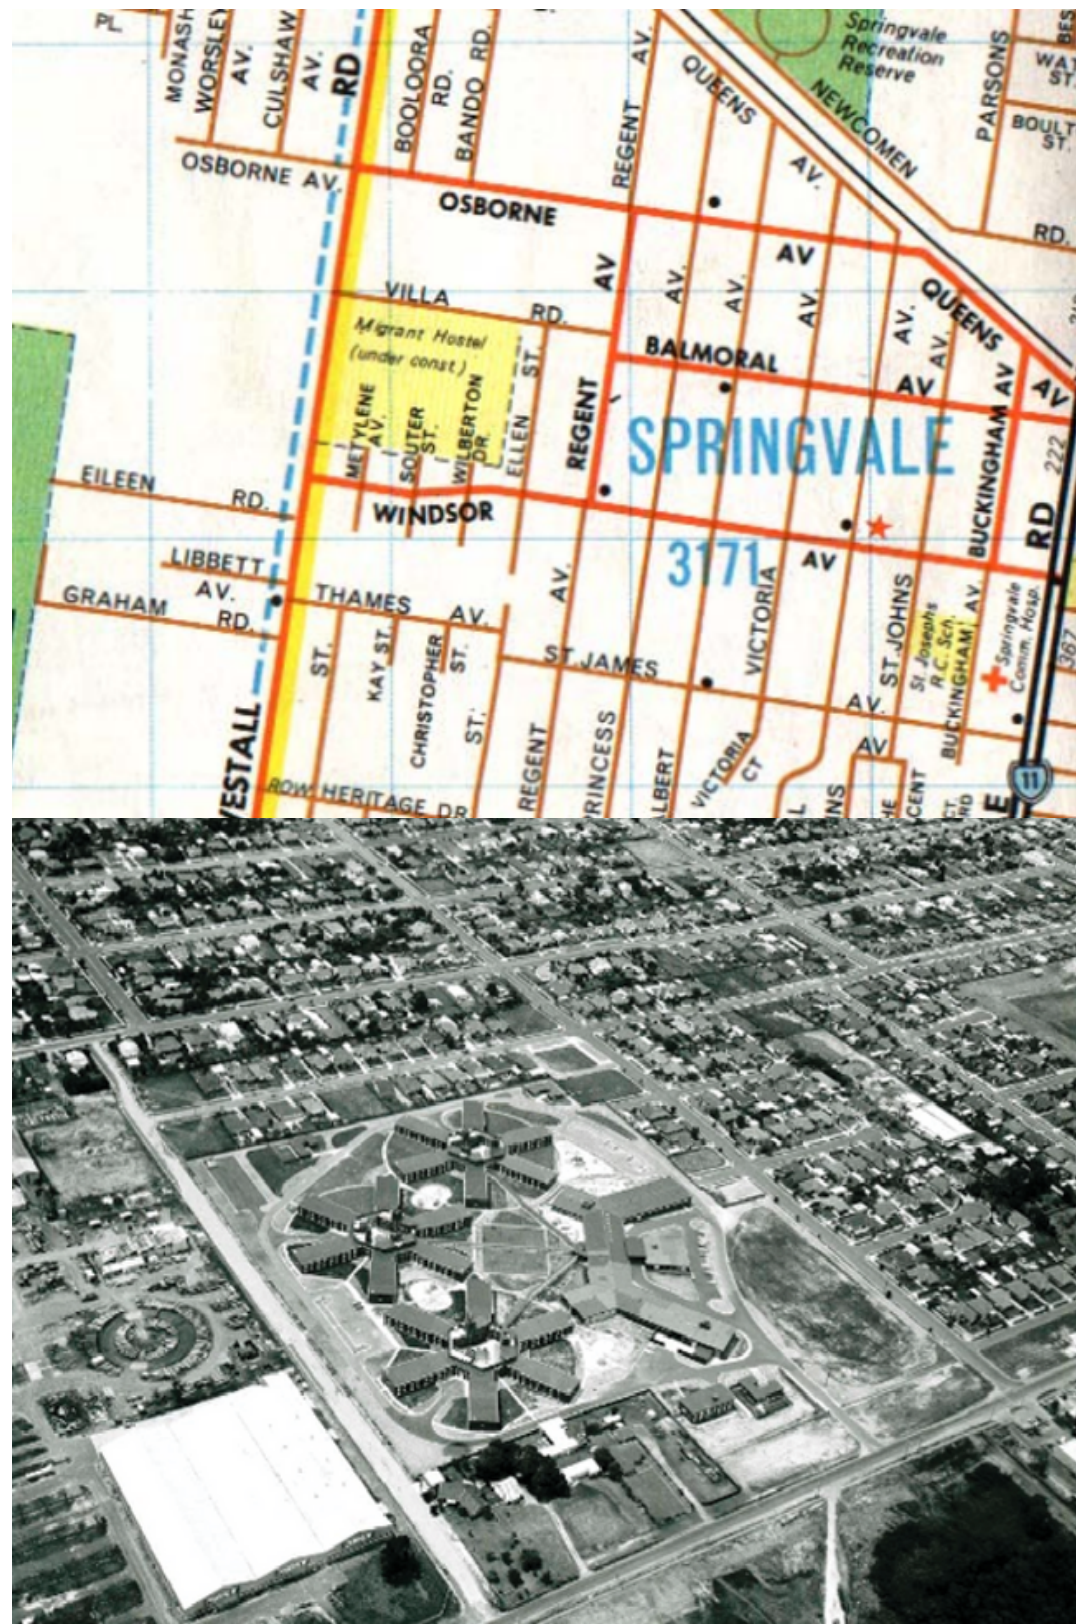 PL.
MONASH
WORSLEY
AV.
CULSHAW
AV.
RD
BOOLOORA
RD.
BANDO RD.
REGENT AV.
QUEENS
AV.
Springvale
Recreation
Reserve
NEWCOMEN
RD.
PARSONS
ST.
BOULT
ST.
OSBORNE AV.
OSBORNE
AV
AV
VILLA
RD.
Migrant Hostel
(under const.)
METYLENE
AV.
SOUTER
ST.
WILBERTON
DR.
ELLEN ST.
REGENT
BALMORAL
AV
AV.
AV.
AV.
AV.
AV.
QUEENS
AV
BUCKINGHAM AV
SPRINGVALE
3171
222
RD
EILEEN
RD.
WINDSOR
AV
LIBBETT
AV.
GRAHAM
RD.
THAMES
AV.
ST.
KAY ST.
CHRISTOPHER
ST.
ST.
AV.
ST JAMES
AV.
VICTORIA
ST JOHNS
St. Josephs
R.C. Sch.
BUCKINGHAM AV.
Springvale
Comm. Hosp.
367
WESTALL
ROW
HERITAGE DR
REGENT
PRINCESS
ALBERT
VICTORIA
CT
AV
11
E